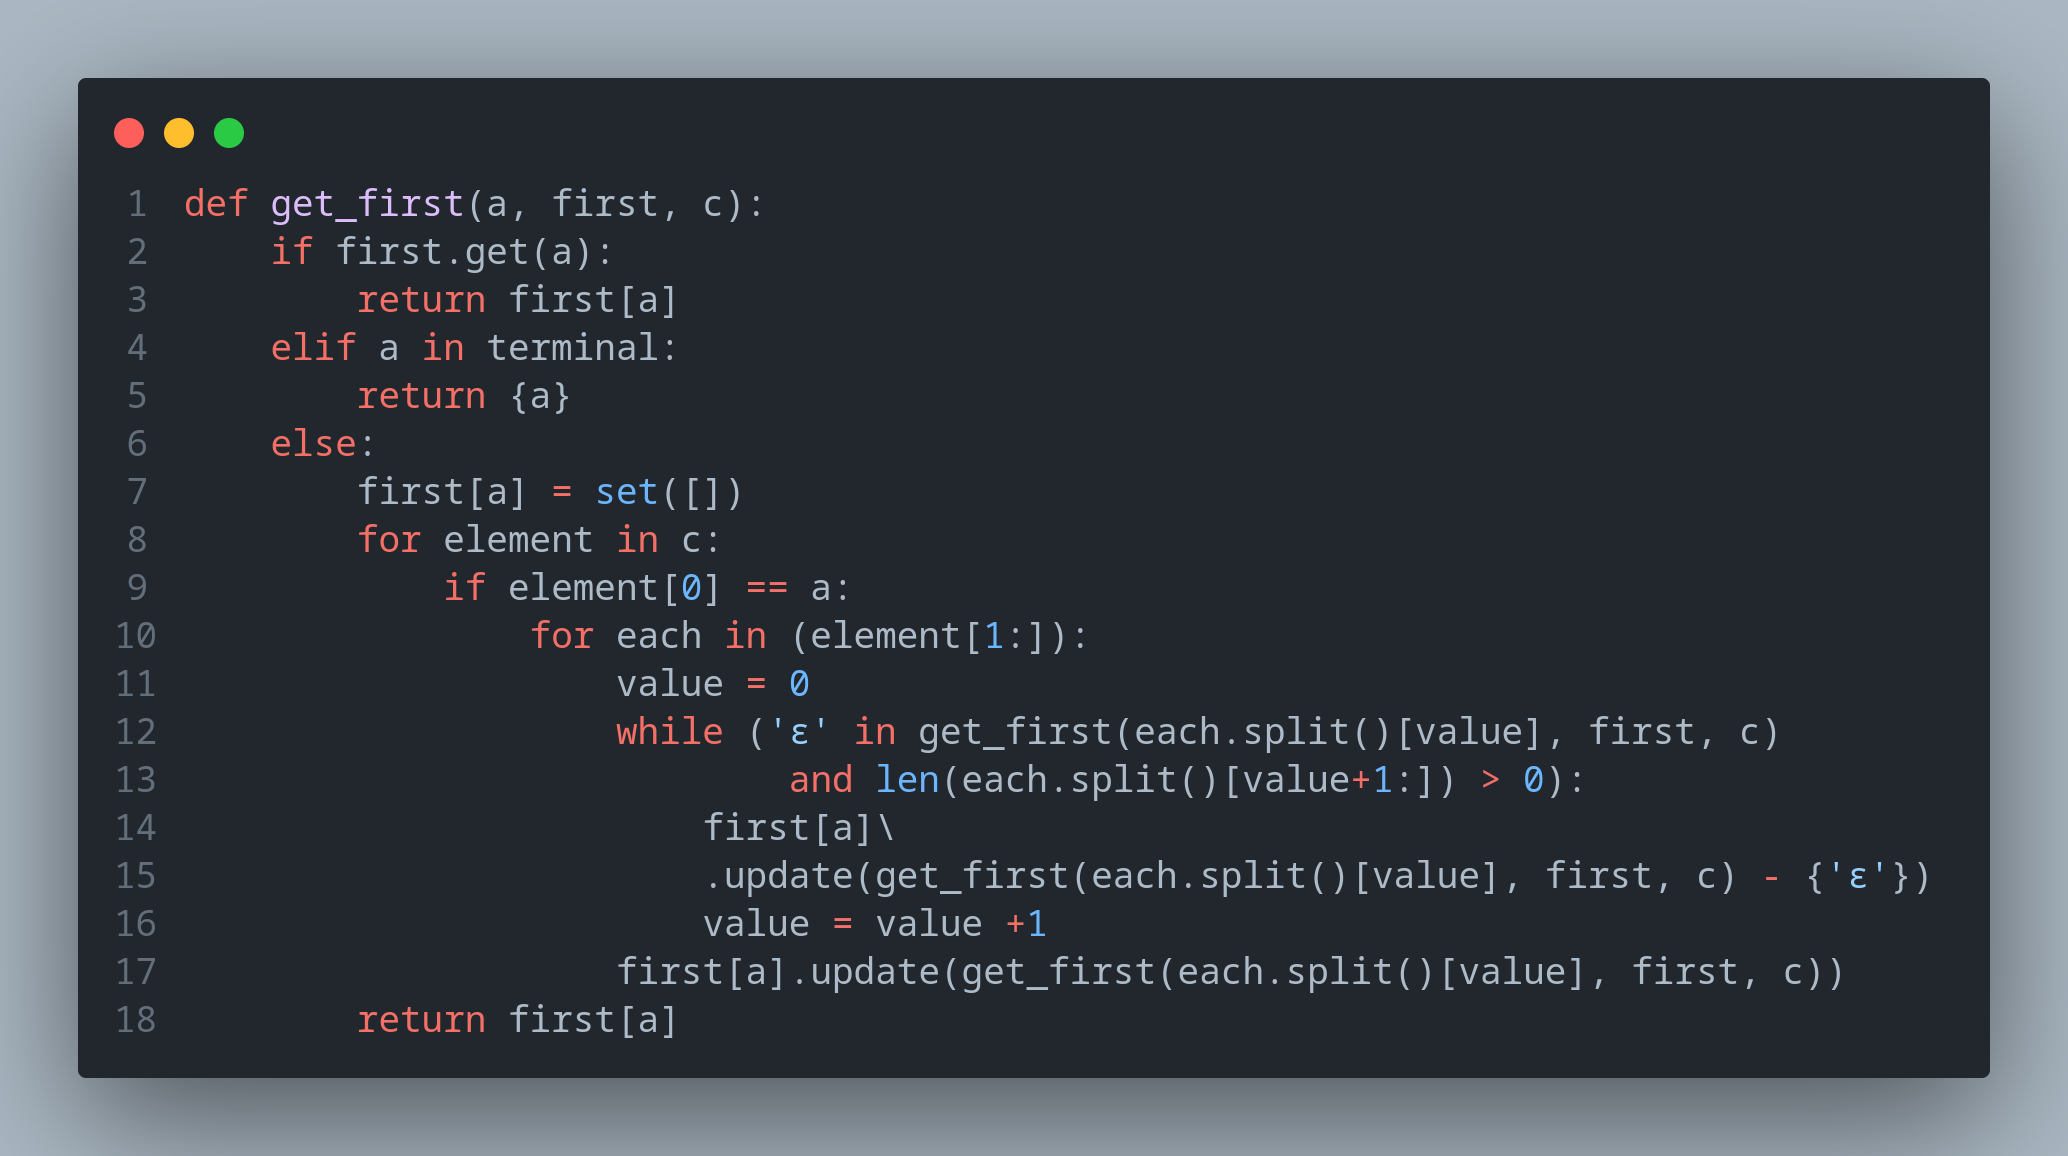 1 def get_first(a, first, c):
2     if first.get(a):
3         return first[a]
4     elif a in terminal:
5         return {a}
6     else:
7         first[a] = set([])
8         for element in c:
9             if element[0] == a:
10                 for each in (element[1:]):
11                     value = 0
12                     while ('ε' in get_first(each.split()[value], first, c)
13                             and len(each.split()[value+1:]) > 0):
14                         first[a]\
15                         .update(get_first(each.split()[value], first, c) - {'ε'})
16                         value = value +1
17                     first[a].update(get_first(each.split()[value], first, c))
18         return first[a]